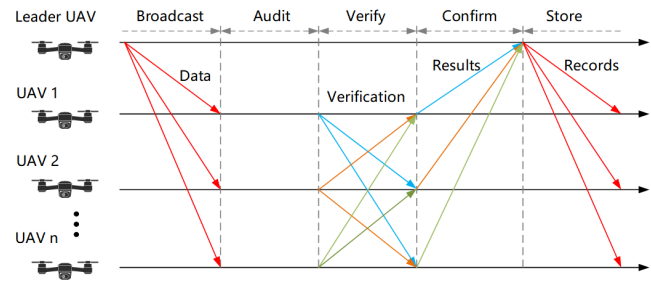 Leader UAV Broadcast Audit Verify Confirm Store
Data Results Records
UAV 1 Verification
UAV 2
UAV n